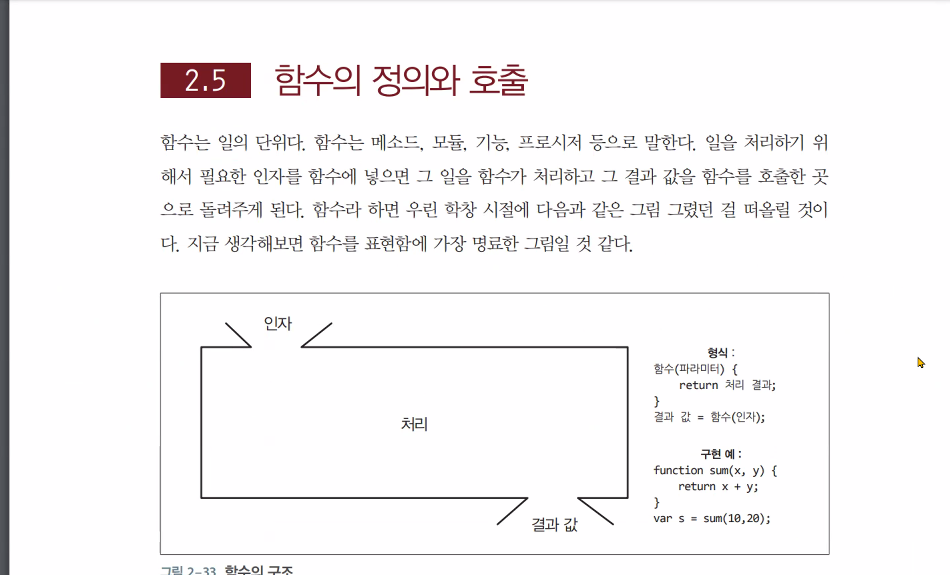 2.5 함수의 정의와 호출
함수는 일의 단위다. 함수는 메소드, 모듈, 기능, 프로시저 등으로 말한다. 일을 처리하기 위
해서 필요한 인자를 함수에 넣으면 그 일을 함수가 처리하고 그 결과 값을 함수를 호출한 곳
으로 돌려주게 된다. 함수라 하면 우린 학창 시절에 다음과 같은 그림 그렸던 걸 떠올릴 것이
다. 지금 생각해보면 함수를 표현함에 가장 명료한 그림일 것 같다.
인자
처리
결과 값
형식 :
함수(파라미터) {
return 처리 결과;
}
결과 값 = 함수(인자);
구현 예 :
function sum(x, y) {
return x + y;
}
var s = sum(10,20);
그림 2-33 함수의 구조